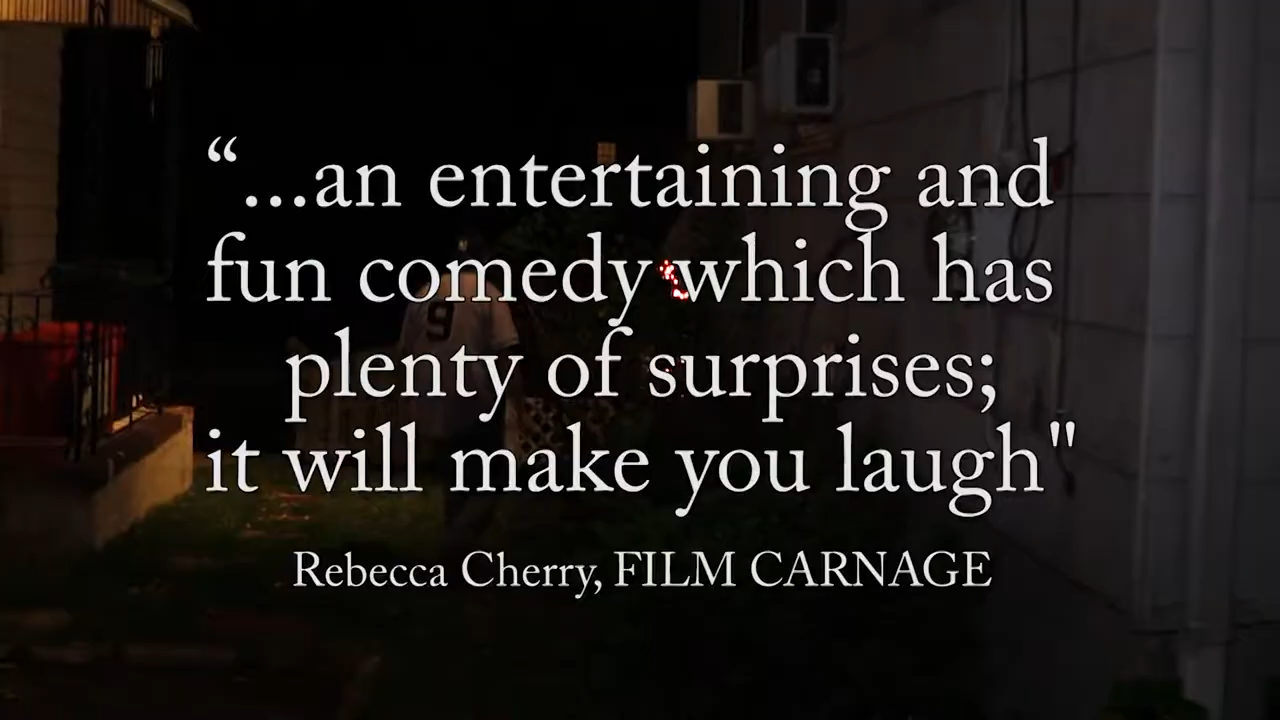 “...an entertaining and
fun comedy which has
plenty of surprises;
it will make you laugh"
Rebecca Cherry, FILM CARNAGE
9